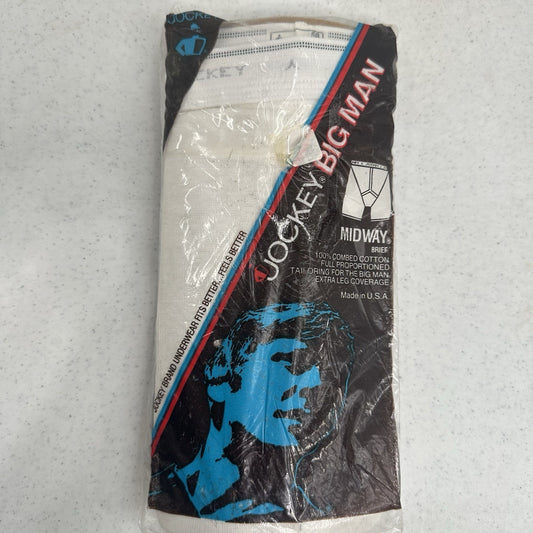 JOCKEY
JOCKEY
JOCKEY® BIG MAN
MIDWAY®
BRIEF
100% COMBED COTTON
FULL PROPORTIONED
TAILORING FOR THE BIG MAN
EXTRA LEG COVERAGE
Made in U.S.A.
JOCKEY BRAND UNDERWEAR FITS BETTER...FEELS BETTER